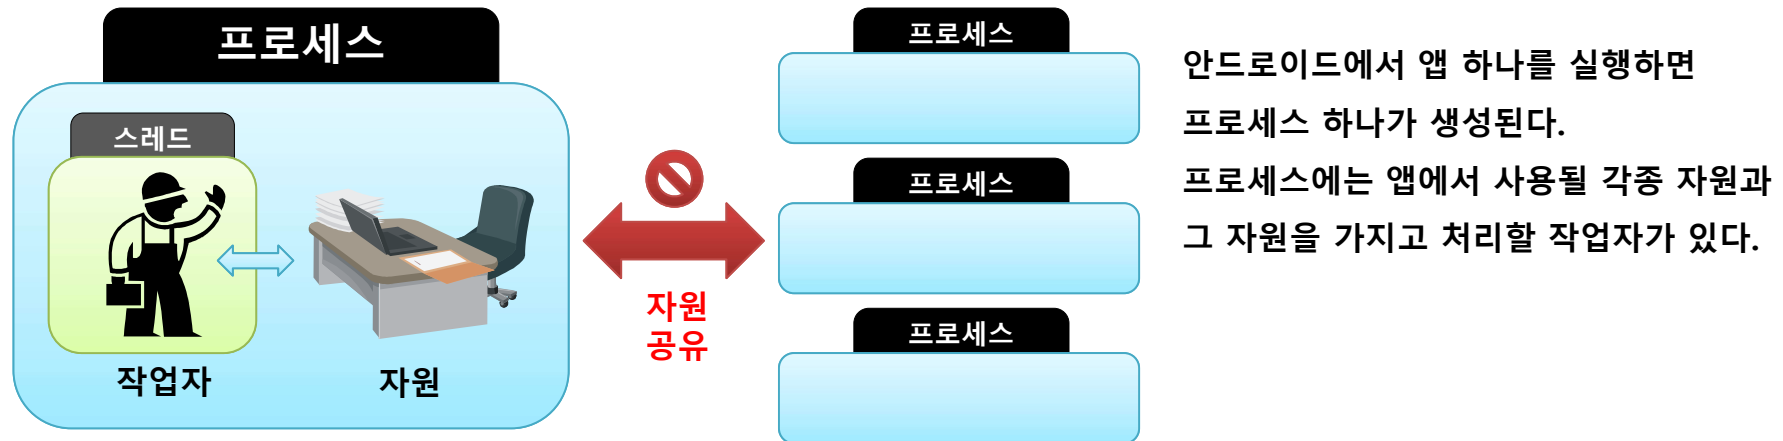 프로세스
스레드
작업자
자원
자원
공유
프로세스
프로세스
프로세스
안드로이드에서 앱 하나를 실행하면
프로세스 하나가 생성된다.
프로세스에는 앱에서 사용될 각종 자원과
그 자원을 가지고 처리할 작업자가 있다.